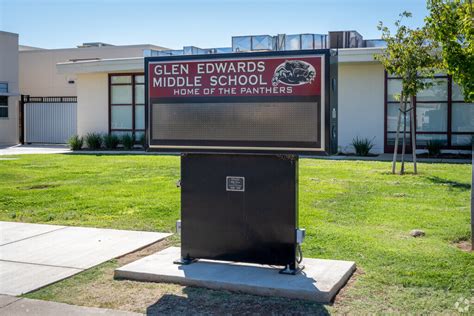 GLEN EDWARDS
MIDDLE SCHOOL
HOME OF THE PANTHERS